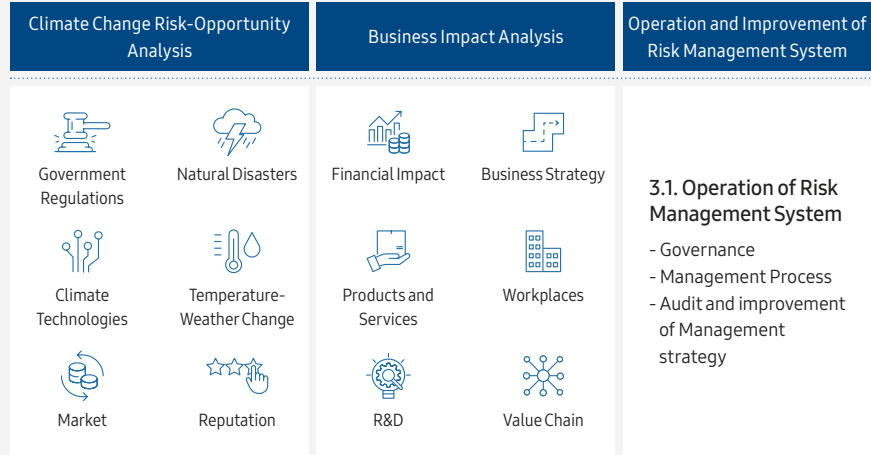 Climate Change Risk-Opportunity
Analysis
Business Impact Analysis
Operation and Improvement of
Risk Management System
Government
Regulations
Natural Disasters
Climate
Technologies
Temperature-
Weather Change
Market
Reputation
Financial Impact
Business Strategy
Products and
Services
Workplaces
R&D
Value Chain
3.1. Operation of Risk
Management System
- Governance
- Management Process
- Audit and improvement
of Management
strategy